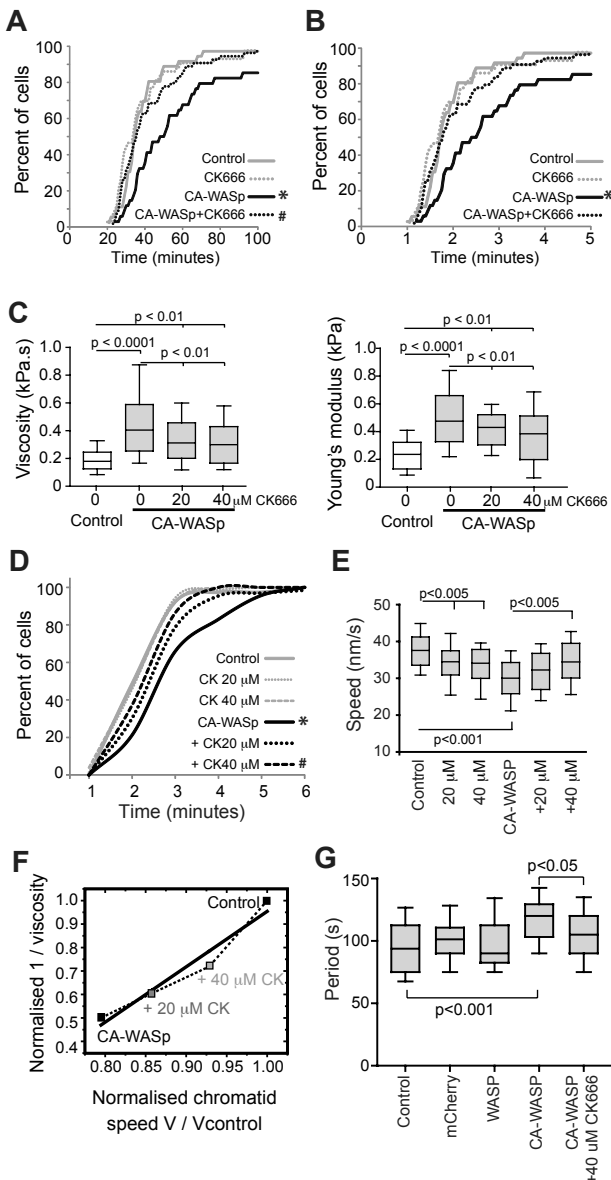 A
Percent of cells
100
80
60
40
20
0
0 20 40 60 80 100
Time (minutes)
Control
CK666
CA-WASp *
CA-WASp+CK666 #
B
Percent of cells
100
80
60
40
20
0
0 1 2 3 4 5
Time (minutes)
Control
CK666
CA-WASp *
CA-WASp+CK666
C
Viscosity (kPa.s)
1.0
0.8
0.6
0.4
0.2
0
p < 0.01
p < 0.0001
p < 0.01
0 0 20 40 μM CK666
Control CA-WASp
Young's modulus (kPa)
1.0
0.8
0.6
0.4
0.2
0
p < 0.01
p < 0.0001
p < 0.01
0 0 20 40 μM CK666
Control CA-WASp
D
Percent of cells
100
80
60
40
20
0
0 1 2 3 4 5 6
Time (minutes)
Control
CK 20 μM
CK 40 μM
CA-WASp *
+ CK20 μM
+ CK40 μM #
E
Speed (nm/s)
50
40
30
20
10
p<0.005
p<0.005
p<0.001
Control
20 μM
40 μM
CA-WASP
+20 μM
+40 μM
F
Normalised 1 / viscosity
1.0
0.9
0.8
0.7
0.6
0.5
0.4
Control
+ 40 μM CK
+ 20 μM CK
CA-WASp
0.80 0.85 0.90 0.95 1.00
Normalised chromatid
speed V / Vcontrol
G
Period (s)
150
100
50
0
p<0.05
p<0.001
Control
mCherry
WASP
CA-WASP
CA-WASP
+40 uM CK666